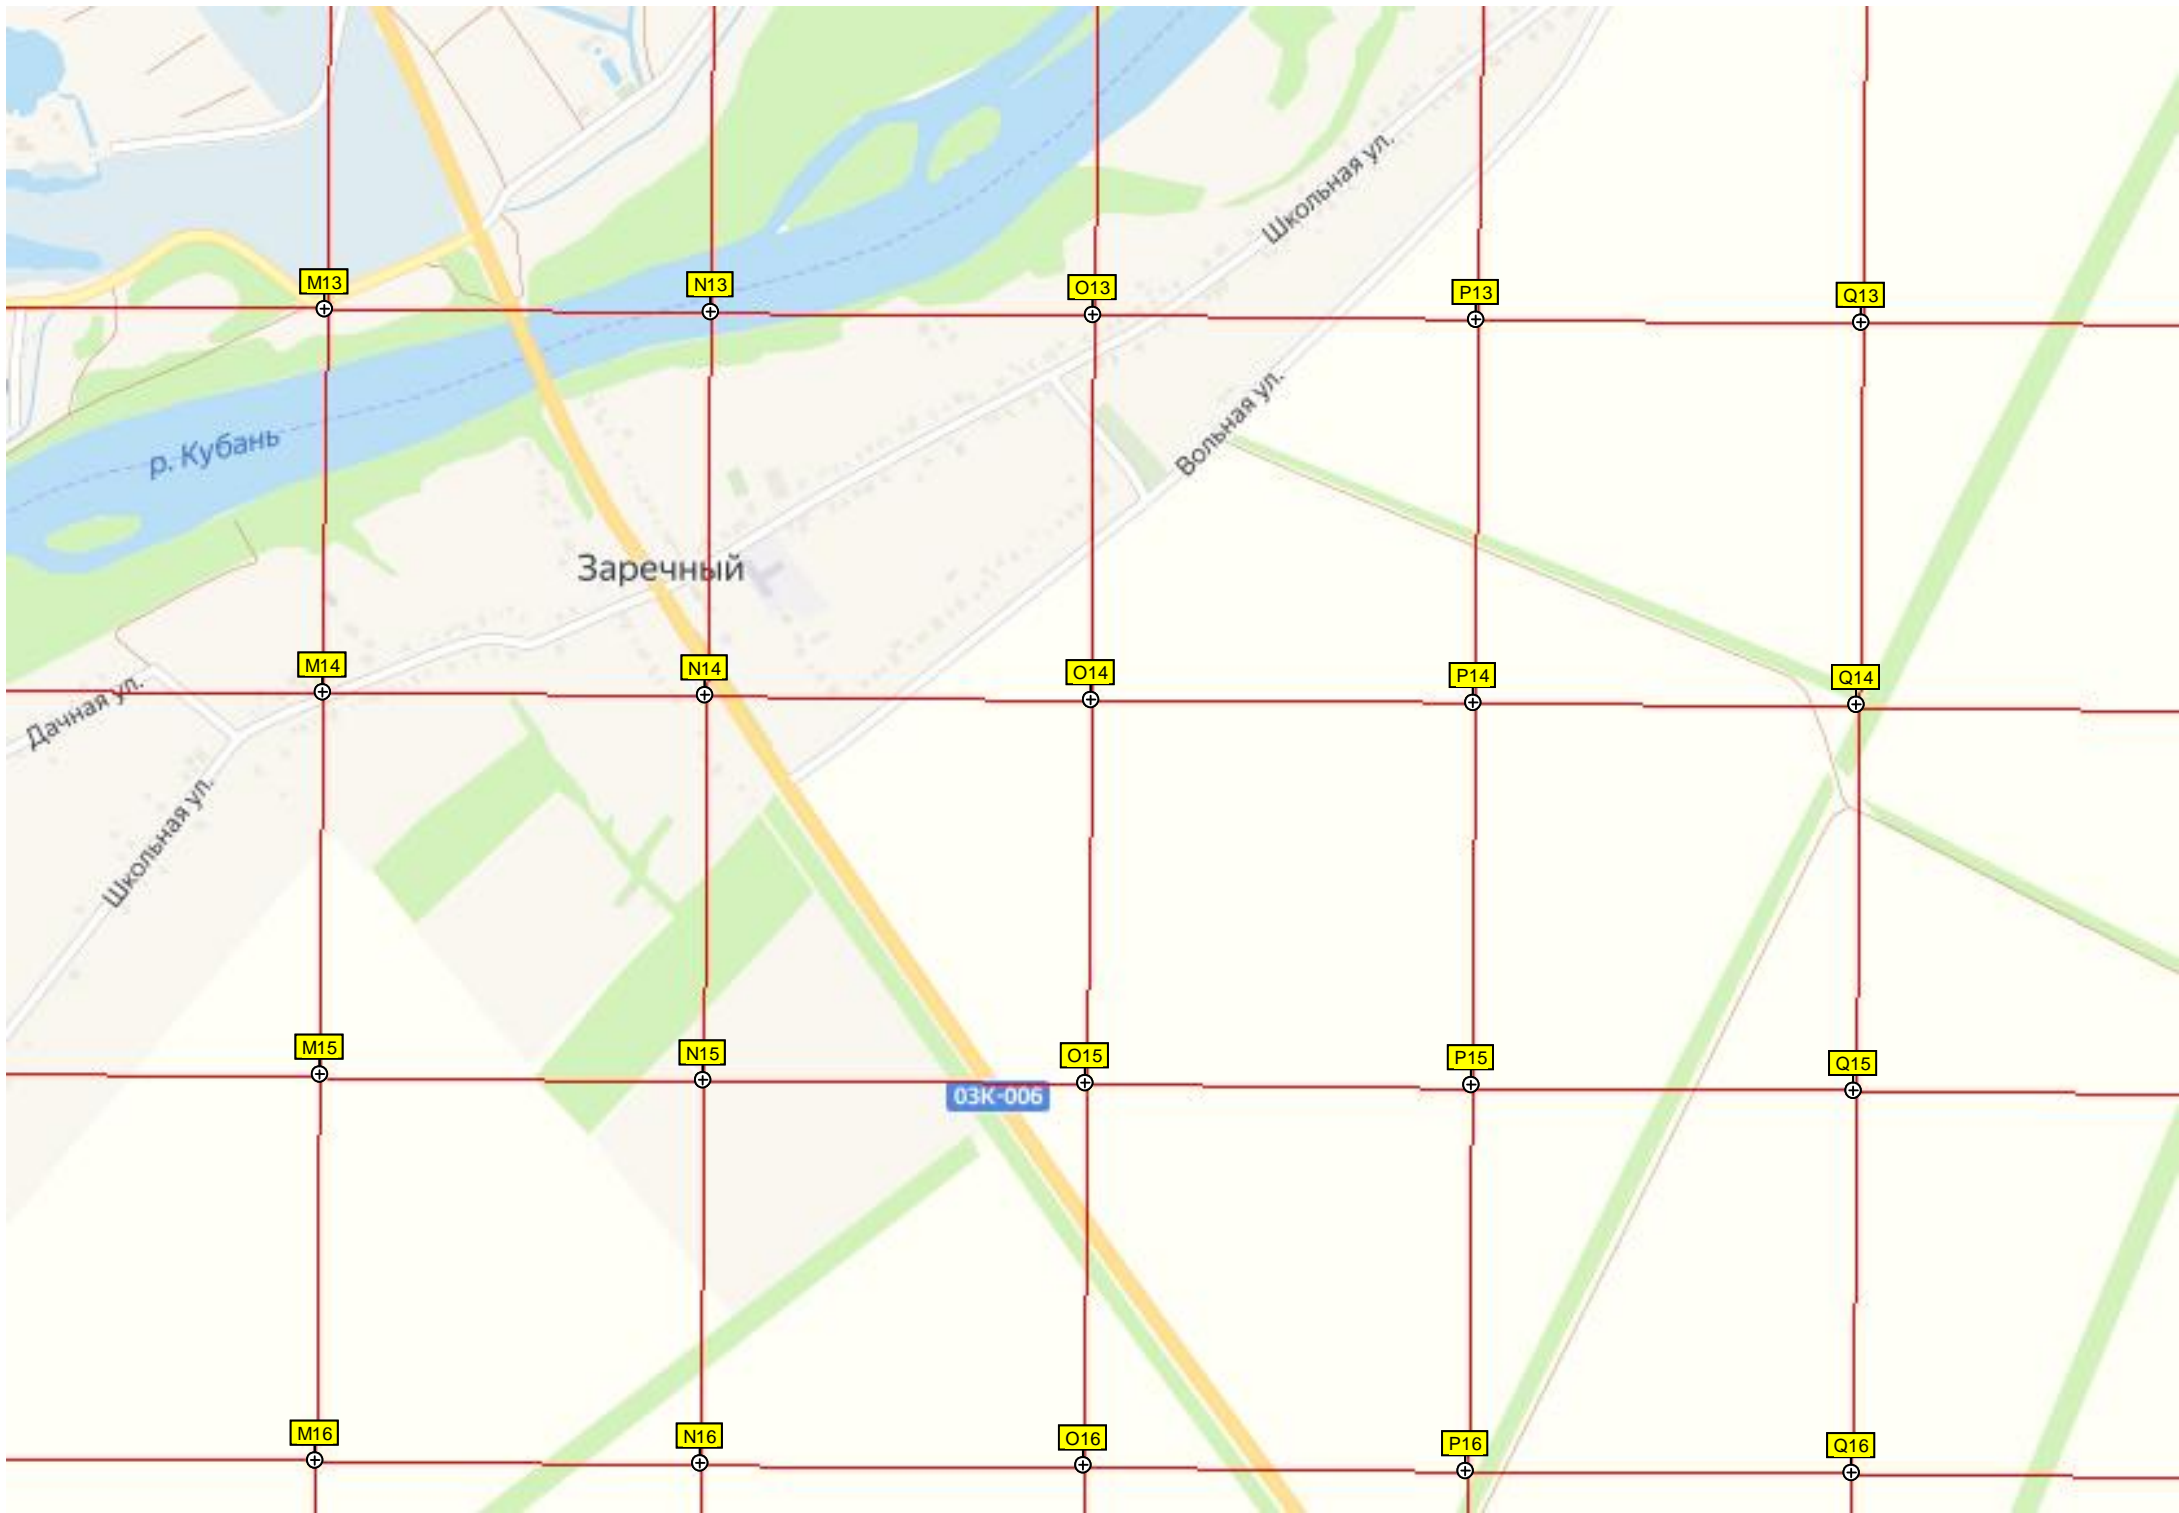 Школьная ул.
M13
N13
O13
P13
Q13
Вольная ул.
р. Кубань
Заречный
M14
N14
O14
P14
Q14
Дачная ул.
Школьная ул.
M15
N15
O15
P15
Q15
03К-006
M16
N16
O16
P16
Q16